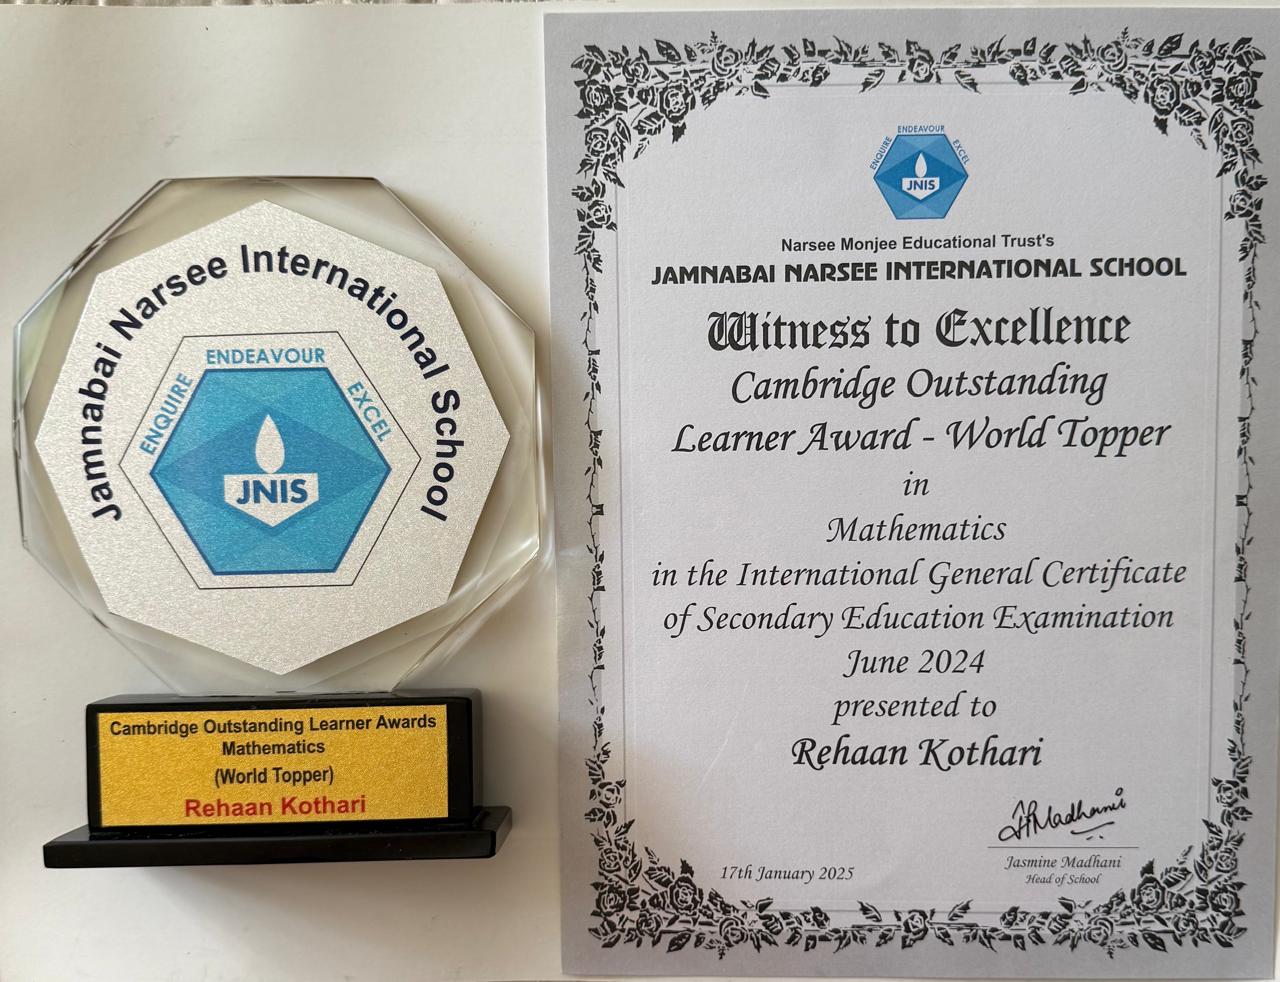 Jamnabai Narsee International School
ENQUIRE ENDEAVOUR EXCEL
JNIS
Cambridge Outstanding Learner Awards
Mathematics
(World Topper)
Rehaan Kothari
ENQUIRE ENDEAVOUR EXCEL
JNIS
Narsee Monjee Educational Trust's
JAMNABAI NARSEE INTERNATIONAL SCHOOL
Witness to Excellence
Cambridge Outstanding
Learner Award - World Topper
in
Mathematics
in the International General Certificate
of Secondary Education Examination
June 2024
presented to
Rehaan Kothari
JPMadhani
17th January 2025
Jasmine Madhani
Head of School